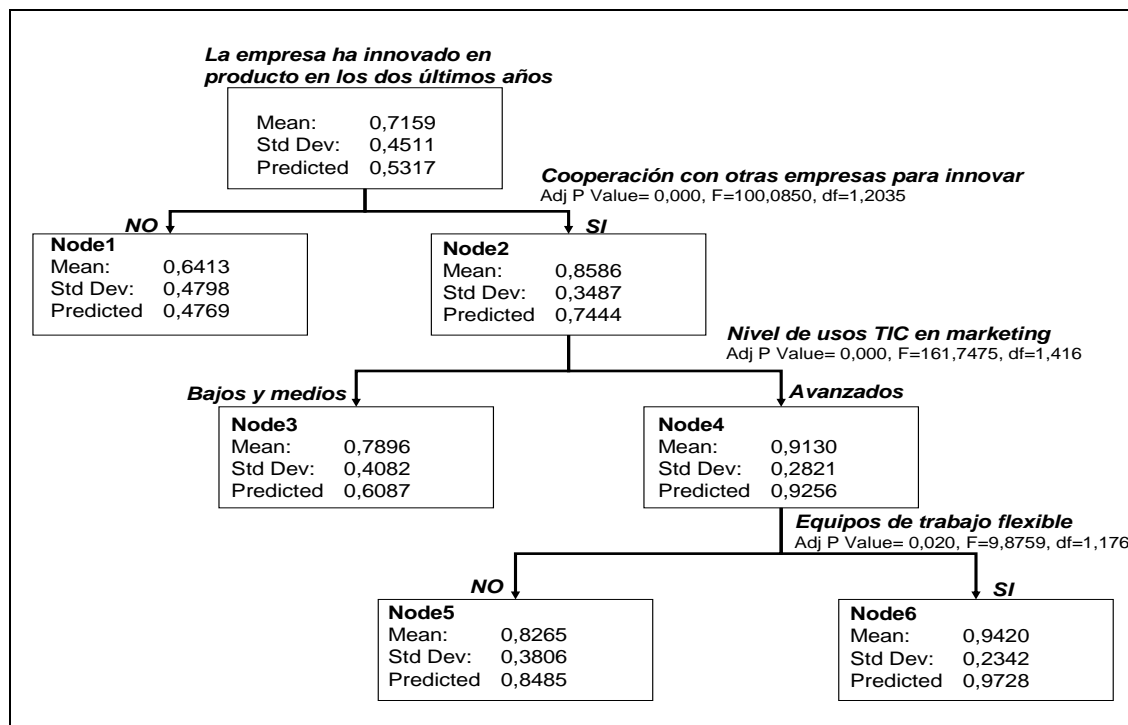 La empresa ha innovado en
producto en los dos últimos años
Mean: 0,7159
Std Dev: 0,4511
Predicted 0,5317
Cooperación con otras empresas para innovar
Adj P Value= 0,000, F=100,0850, df=1,2035
NO
SI
Node1
Mean: 0,6413
Std Dev: 0,4798
Predicted 0,4769
Node2
Mean: 0,8586
Std Dev: 0,3487
Predicted 0,7444
Nivel de usos TIC en marketing
Adj P Value= 0,000, F=161,7475, df=1,416
Bajos y medios
Avanzados
Node3
Mean: 0,7896
Std Dev: 0,4082
Predicted 0,6087
Node4
Mean: 0,9130
Std Dev: 0,2821
Predicted 0,9256
Equipos de trabajo flexible
Adj P Value= 0,020, F=9,8759, df=1,176
NO
SI
Node5
Mean: 0,8265
Std Dev: 0,3806
Predicted 0,8485
Node6
Mean: 0,9420
Std Dev: 0,2342
Predicted 0,9728